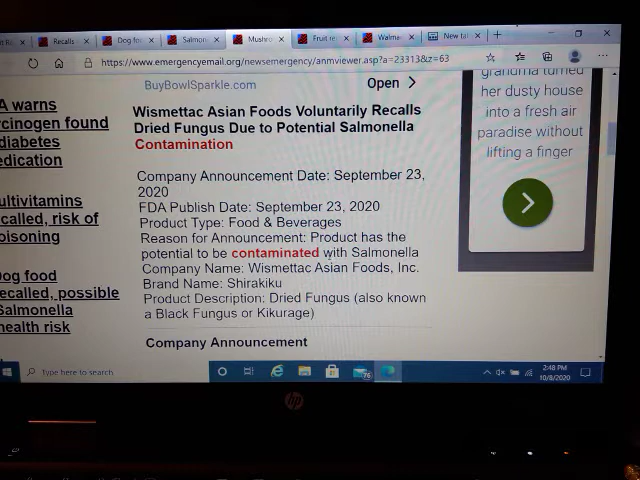 Recalls
Dog fo
Salmon
Mushro
Fruit re
Walma
New tal
https://www.emergencyemail.org/newsemergency/anmviewer.asp?a=23313&z=63
BuyBowlSparkle.com
Open
A warns
rcinogen found
diabetes
edication
ultivitamins
called, risk of
oisoning
Dog food
ecalled, possible
Salmonella
health risk
Wismettac Asian Foods Voluntarily Recalls
Dried Fungus Due to Potential Salmonella
Contamination
Company Announcement Date: September 23,
2020
FDA Publish Date: September 23, 2020
Product Type: Food & Beverages
Reason for Announcement: Product has the
potential to be contaminated with Salmonella
Company Name: Wismettac Asian Foods, Inc.
Brand Name: Shirakiku
Product Description: Dried Fungus (also known
a Black Fungus or Kikurage)
Company Announcement
grandma turned
her dusty house
into a fresh air
paradise without
lifting a finger
Type here to search
76
2:48 PM
10/8/2020
hp